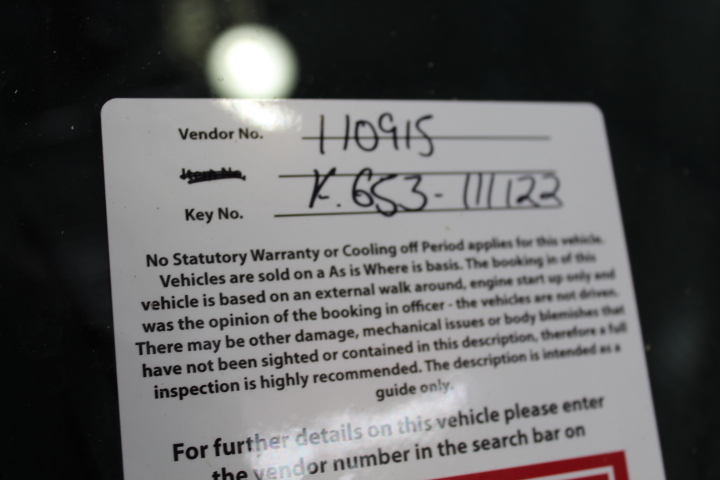 Vendor No. 110915
Item No.
Key No. K.653-111122
No Statutory Warranty or Cooling off Period applies for this vehicle.
Vehicles are sold on a As is Where is basis. The booking in of this
vehicle is based on an external walk around, engine start up only and
was the opinion of the booking in officer - the vehicles are not driven.
There may be other damage, mechanical issues or body blemishes that
have not been sighted or contained in this description, therefore a full
inspection is highly recommended. The description is intended as a
guide only.
For further details on this vehicle please enter
the vendor number in the search bar on